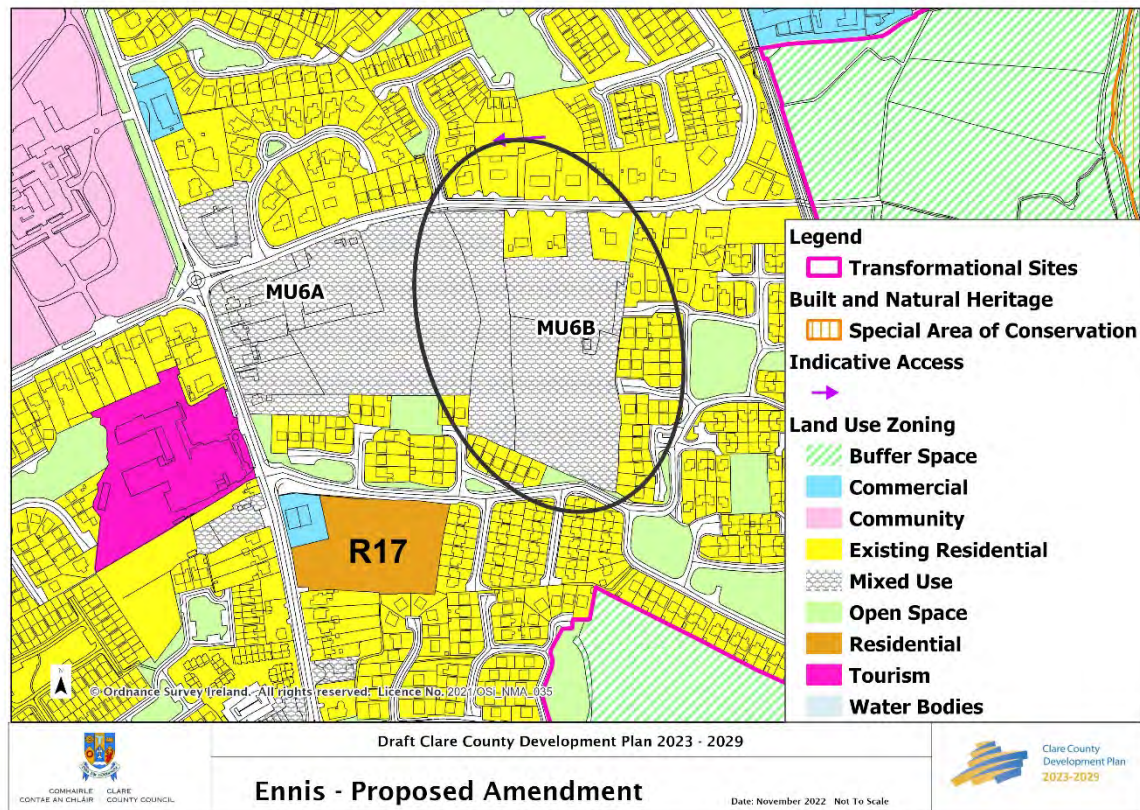 MU6A
MU6B
R17
© Ordnance Survey Ireland. All rights reserved. Licence No. 2021/OSi_NMA_035
Legend
Transformational Sites
Built and Natural Heritage
Special Area of Conservation
Indicative Access
Land Use Zoning
Buffer Space
Commercial
Community
Existing Residential
Mixed Use
Open Space
Residential
Tourism
Water Bodies
COMHAIRLE CONTAE AN CHLÁIR
CLARE COUNTY COUNCIL
Draft Clare County Development Plan 2023 - 2029
Ennis - Proposed Amendment
Date: November 2022 Not To Scale
Clare County
Development Plan
2023-2029